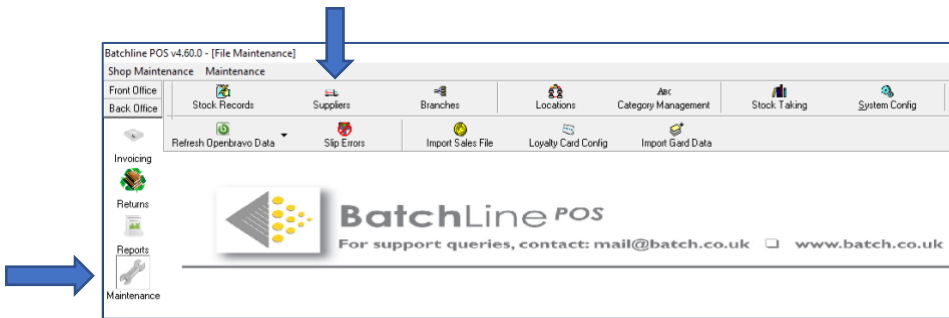 Batchline POS v4.60.0 - [File Maintenance]
Shop Maintenance Maintenance
Front Office
Back Office
Stock Records Suppliers Branches Locations ABC Category Management Stock Taking System Config
Refresh Openbravo Data Slip Errors Import Sales File Loyalty Card Config Import Gard Data
Invoicing
Returns
Reports
Maintenance
BatchLine POS
For support queries, contact: mail@batch.co.uk ❑ www.batch.co.uk